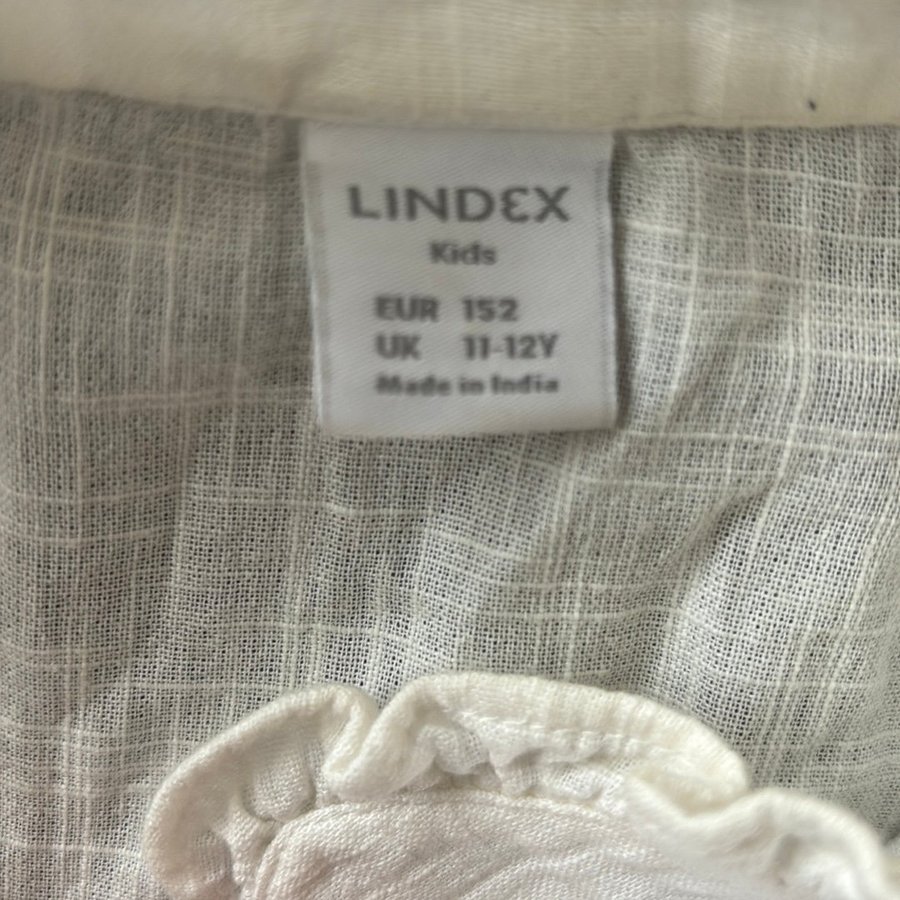 LINDEX
Kids
EUR 152
UK 11-12Y
Made in India